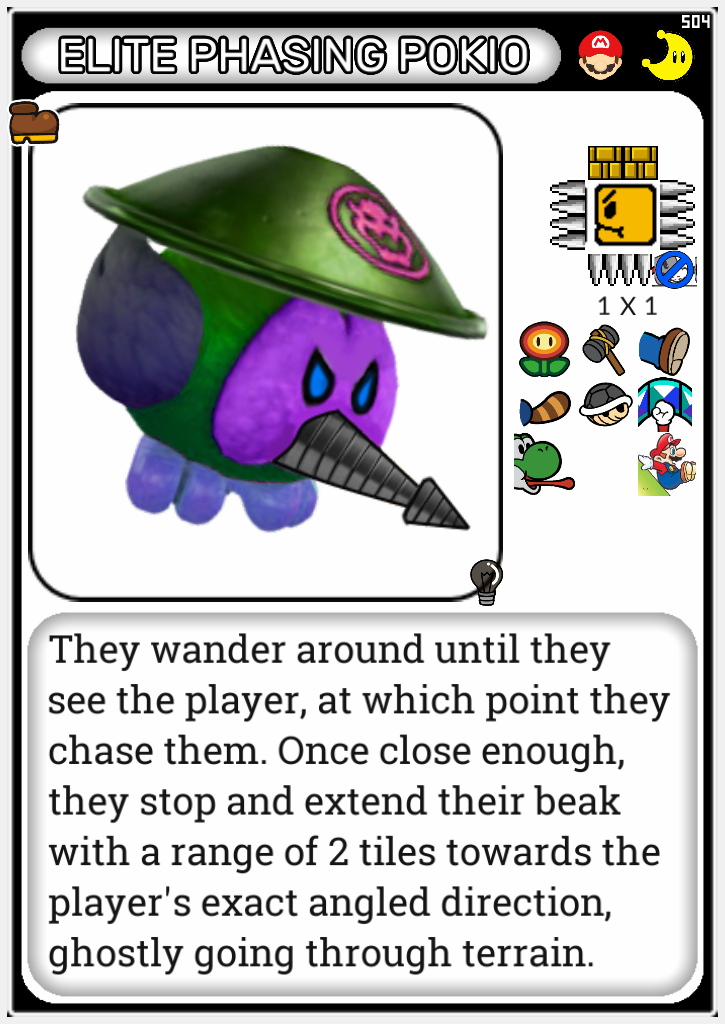 504
ELITE PHASING POKIO
1 X 1
They wander around until they
see the player, at which point they
chase them. Once close enough,
they stop and extend their beak
with a range of 2 tiles towards the
player's exact angled direction,
ghostly going through terrain.